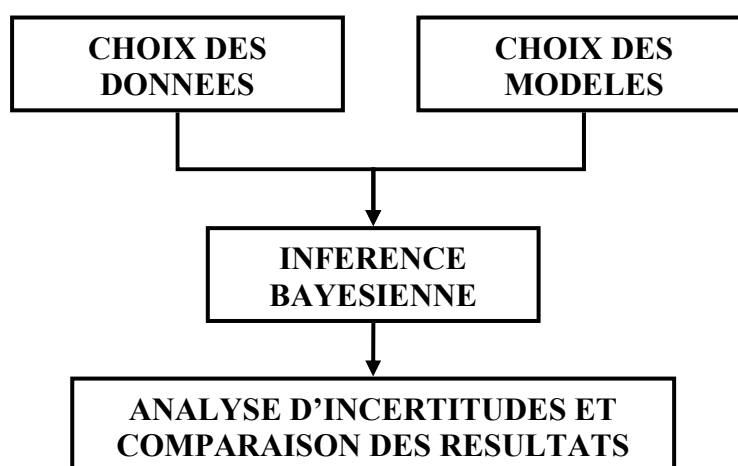 CHOIX DES
DONNEES
CHOIX DES
MODELES
INFERENCE
BAYESIENNE
ANALYSE D’INCERTITUDES ET
COMPARAISON DES RESULTATS